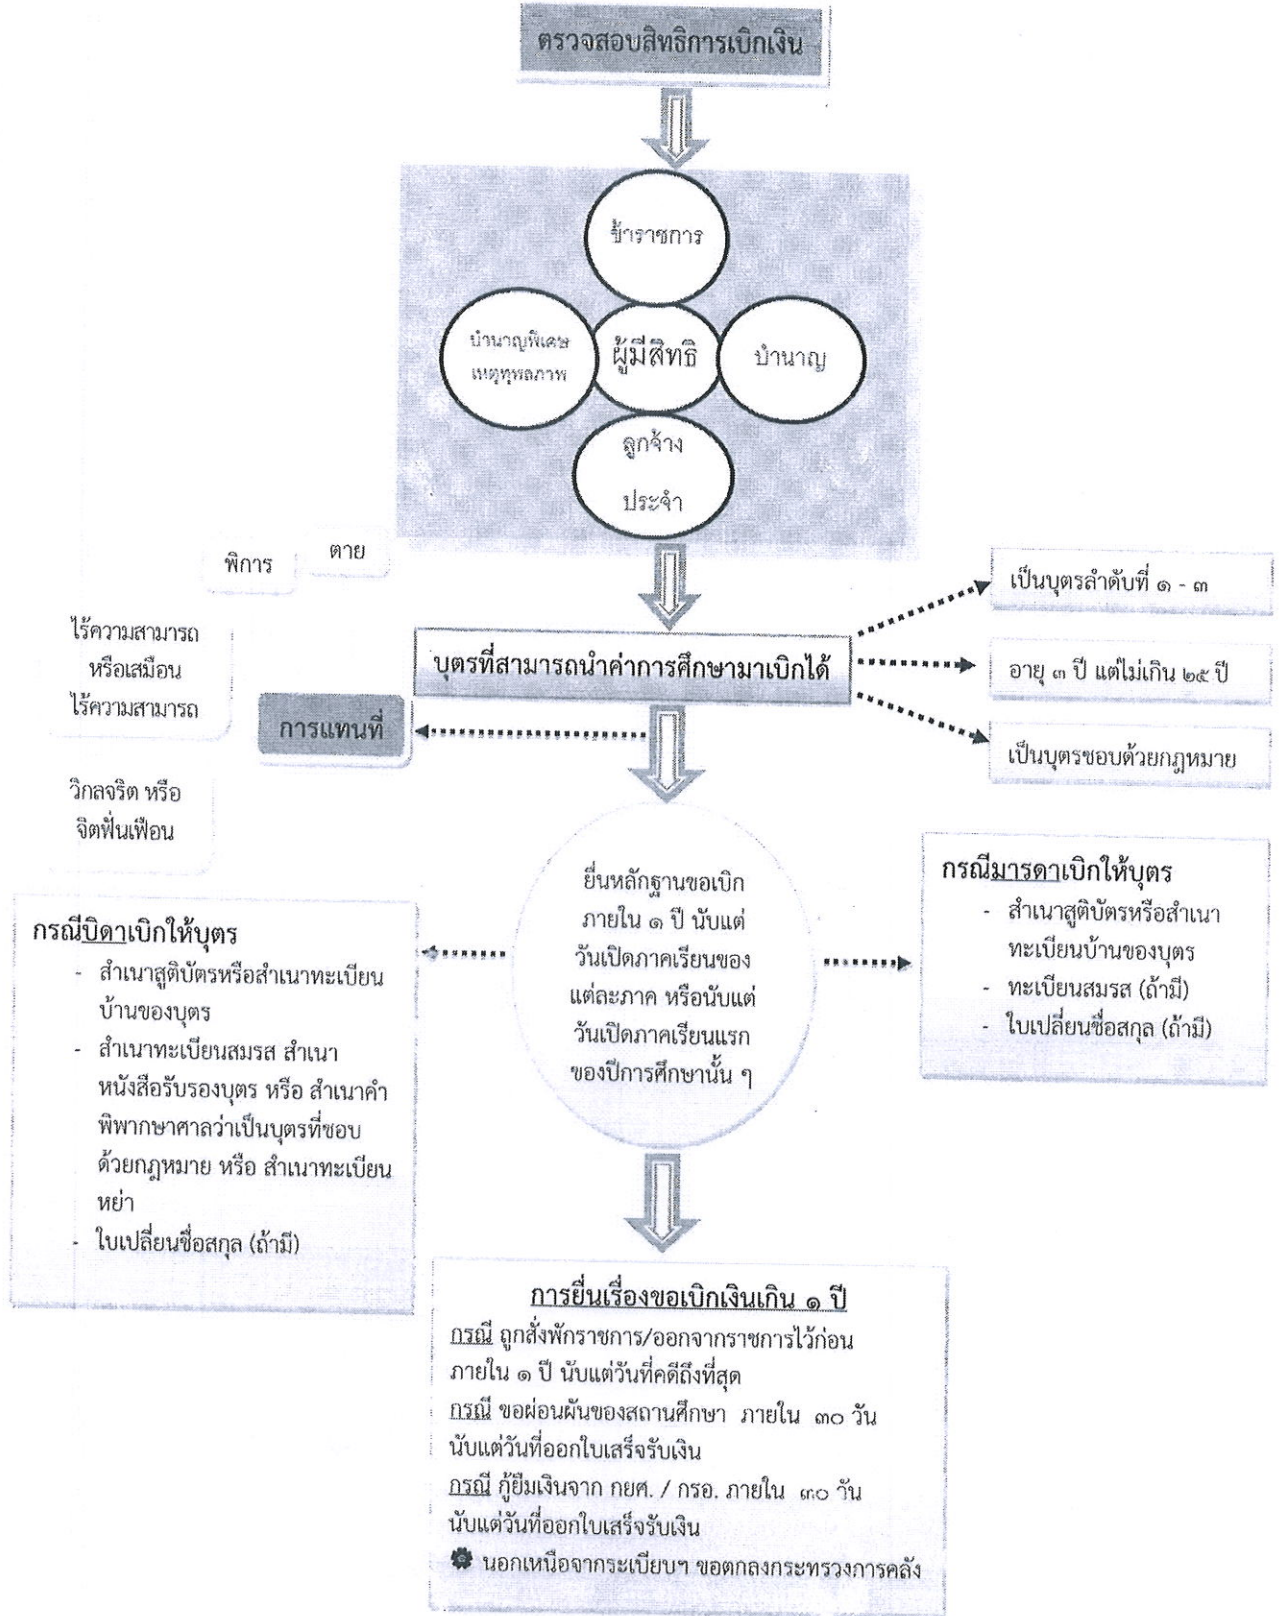 ตรวจสอบสิทธิการเบิกเงิน
ข้าราชการ
บำนาญพิเศษ
เหตุทุพลภาพ
ผู้มีสิทธิ
บำนาญ
ลูกจ้าง
ประจำ
พิการ
ตาย
ไร้ความสามารถ
หรือเสมือน
ไร้ความสามารถ
วิกลจริต หรือ
จิตฟั่นเฟือน
การแทนที่
บุตรที่สามารถนำค่าการศึกษามาเบิกได้
เป็นบุตรลำดับที่ ๑ - ๓
อายุ ๓ ปี แต่ไม่เกิน ๒๕ ปี
เป็นบุตรชอบด้วยกฎหมาย
ยื่นหลักฐานขอเบิก
ภายใน ๑ ปี นับแต่
วันเปิดภาคเรียนของ
แต่ละภาค หรือนับแต่
วันเปิดภาคเรียนแรก
ของปีการศึกษานั้น ๆ
กรณีบิดาเบิกให้บุตร
- สำเนาสูติบัตรหรือสำเนาทะเบียน
บ้านของบุตร
- สำเนาทะเบียนสมรส สำเนา
หนังสือรับรองบุตร หรือ สำเนาคำ
พิพากษาศาลว่าเป็นบุตรที่ชอบ
ด้วยกฎหมาย หรือ สำเนาทะเบียน
หย่า
- ใบเปลี่ยนชื่อสกุล (ถ้ามี)
กรณีมารดาเบิกให้บุตร
- สำเนาสูติบัตรหรือสำเนา
ทะเบียนบ้านของบุตร
- ทะเบียนสมรส (ถ้ามี)
- ใบเปลี่ยนชื่อสกุล (ถ้ามี)
การยื่นเรื่องขอเบิกเงินเกิน ๑ ปี
กรณี ถูกสั่งพักราชการ/ออกจากราชการไว้ก่อน
ภายใน ๑ ปี นับแต่วันที่คดีถึงที่สุด
กรณี ขอผ่อนผันของสถานศึกษา ภายใน ๓๐ วัน
นับแต่วันที่ออกใบเสร็จรับเงิน
กรณี กู้ยืมเงินจาก กยศ. / กรอ. ภายใน ๓๐ วัน
นับแต่วันที่ออกใบเสร็จรับเงิน
นอกเหนือจากระเบียบฯ ขอตกลงกระทรวงการคลัง